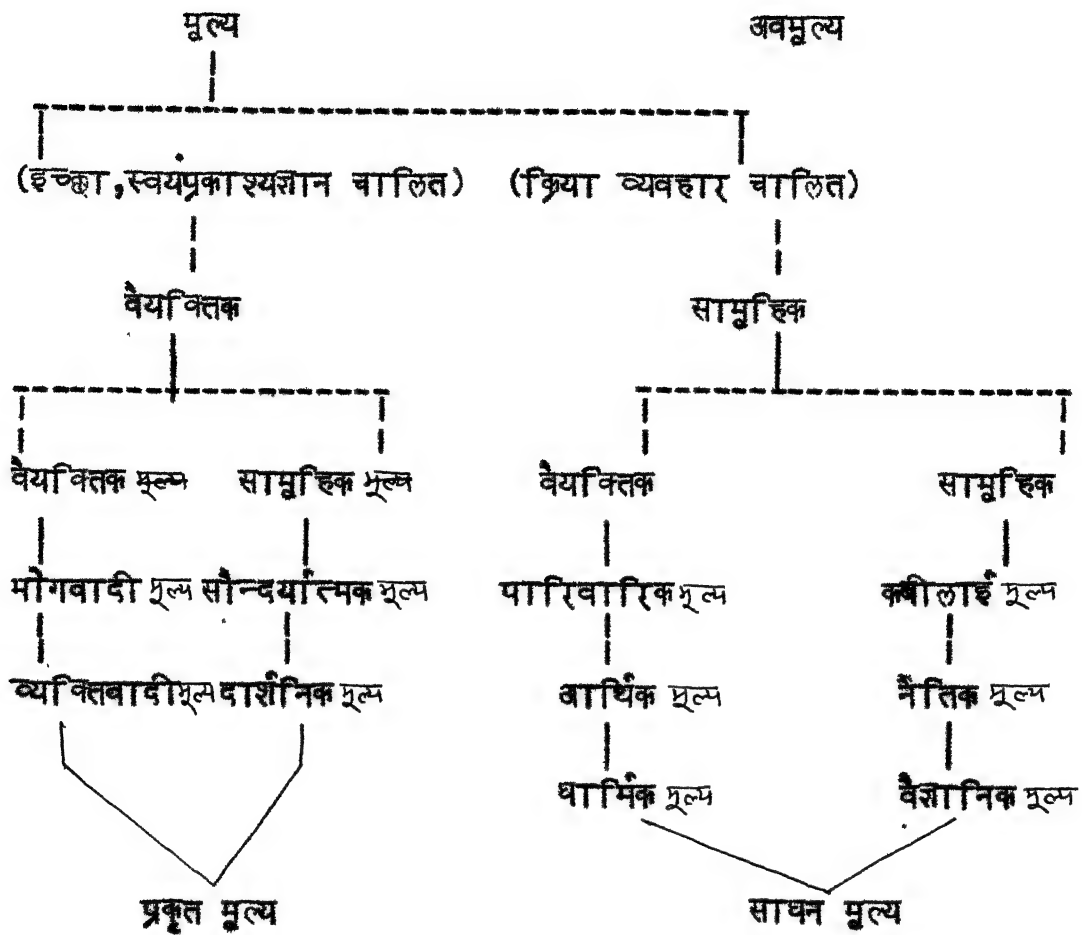 मूल्य अवमूल्य
(इच्छा,स्वयंप्रकाश्यज्ञान चालित) (क्रिया व्यवहार चालित)
वैयक्तिक सामूहिक
वैयक्तिक मूल्य सामूहिक मूल्य वैयक्तिक सामूहिक
भोगवादी मूल्य सौन्दर्यात्मक मूल्य पारिवारिक मूल्य कबीलाई मूल्य
व्यक्तिवादी मूल्य दार्शनिक मूल्य आर्थिक मूल्य नैतिक मूल्य
धार्मिक मूल्य वैज्ञानिक मूल्य
प्रकृत मूल्य साधन मूल्य